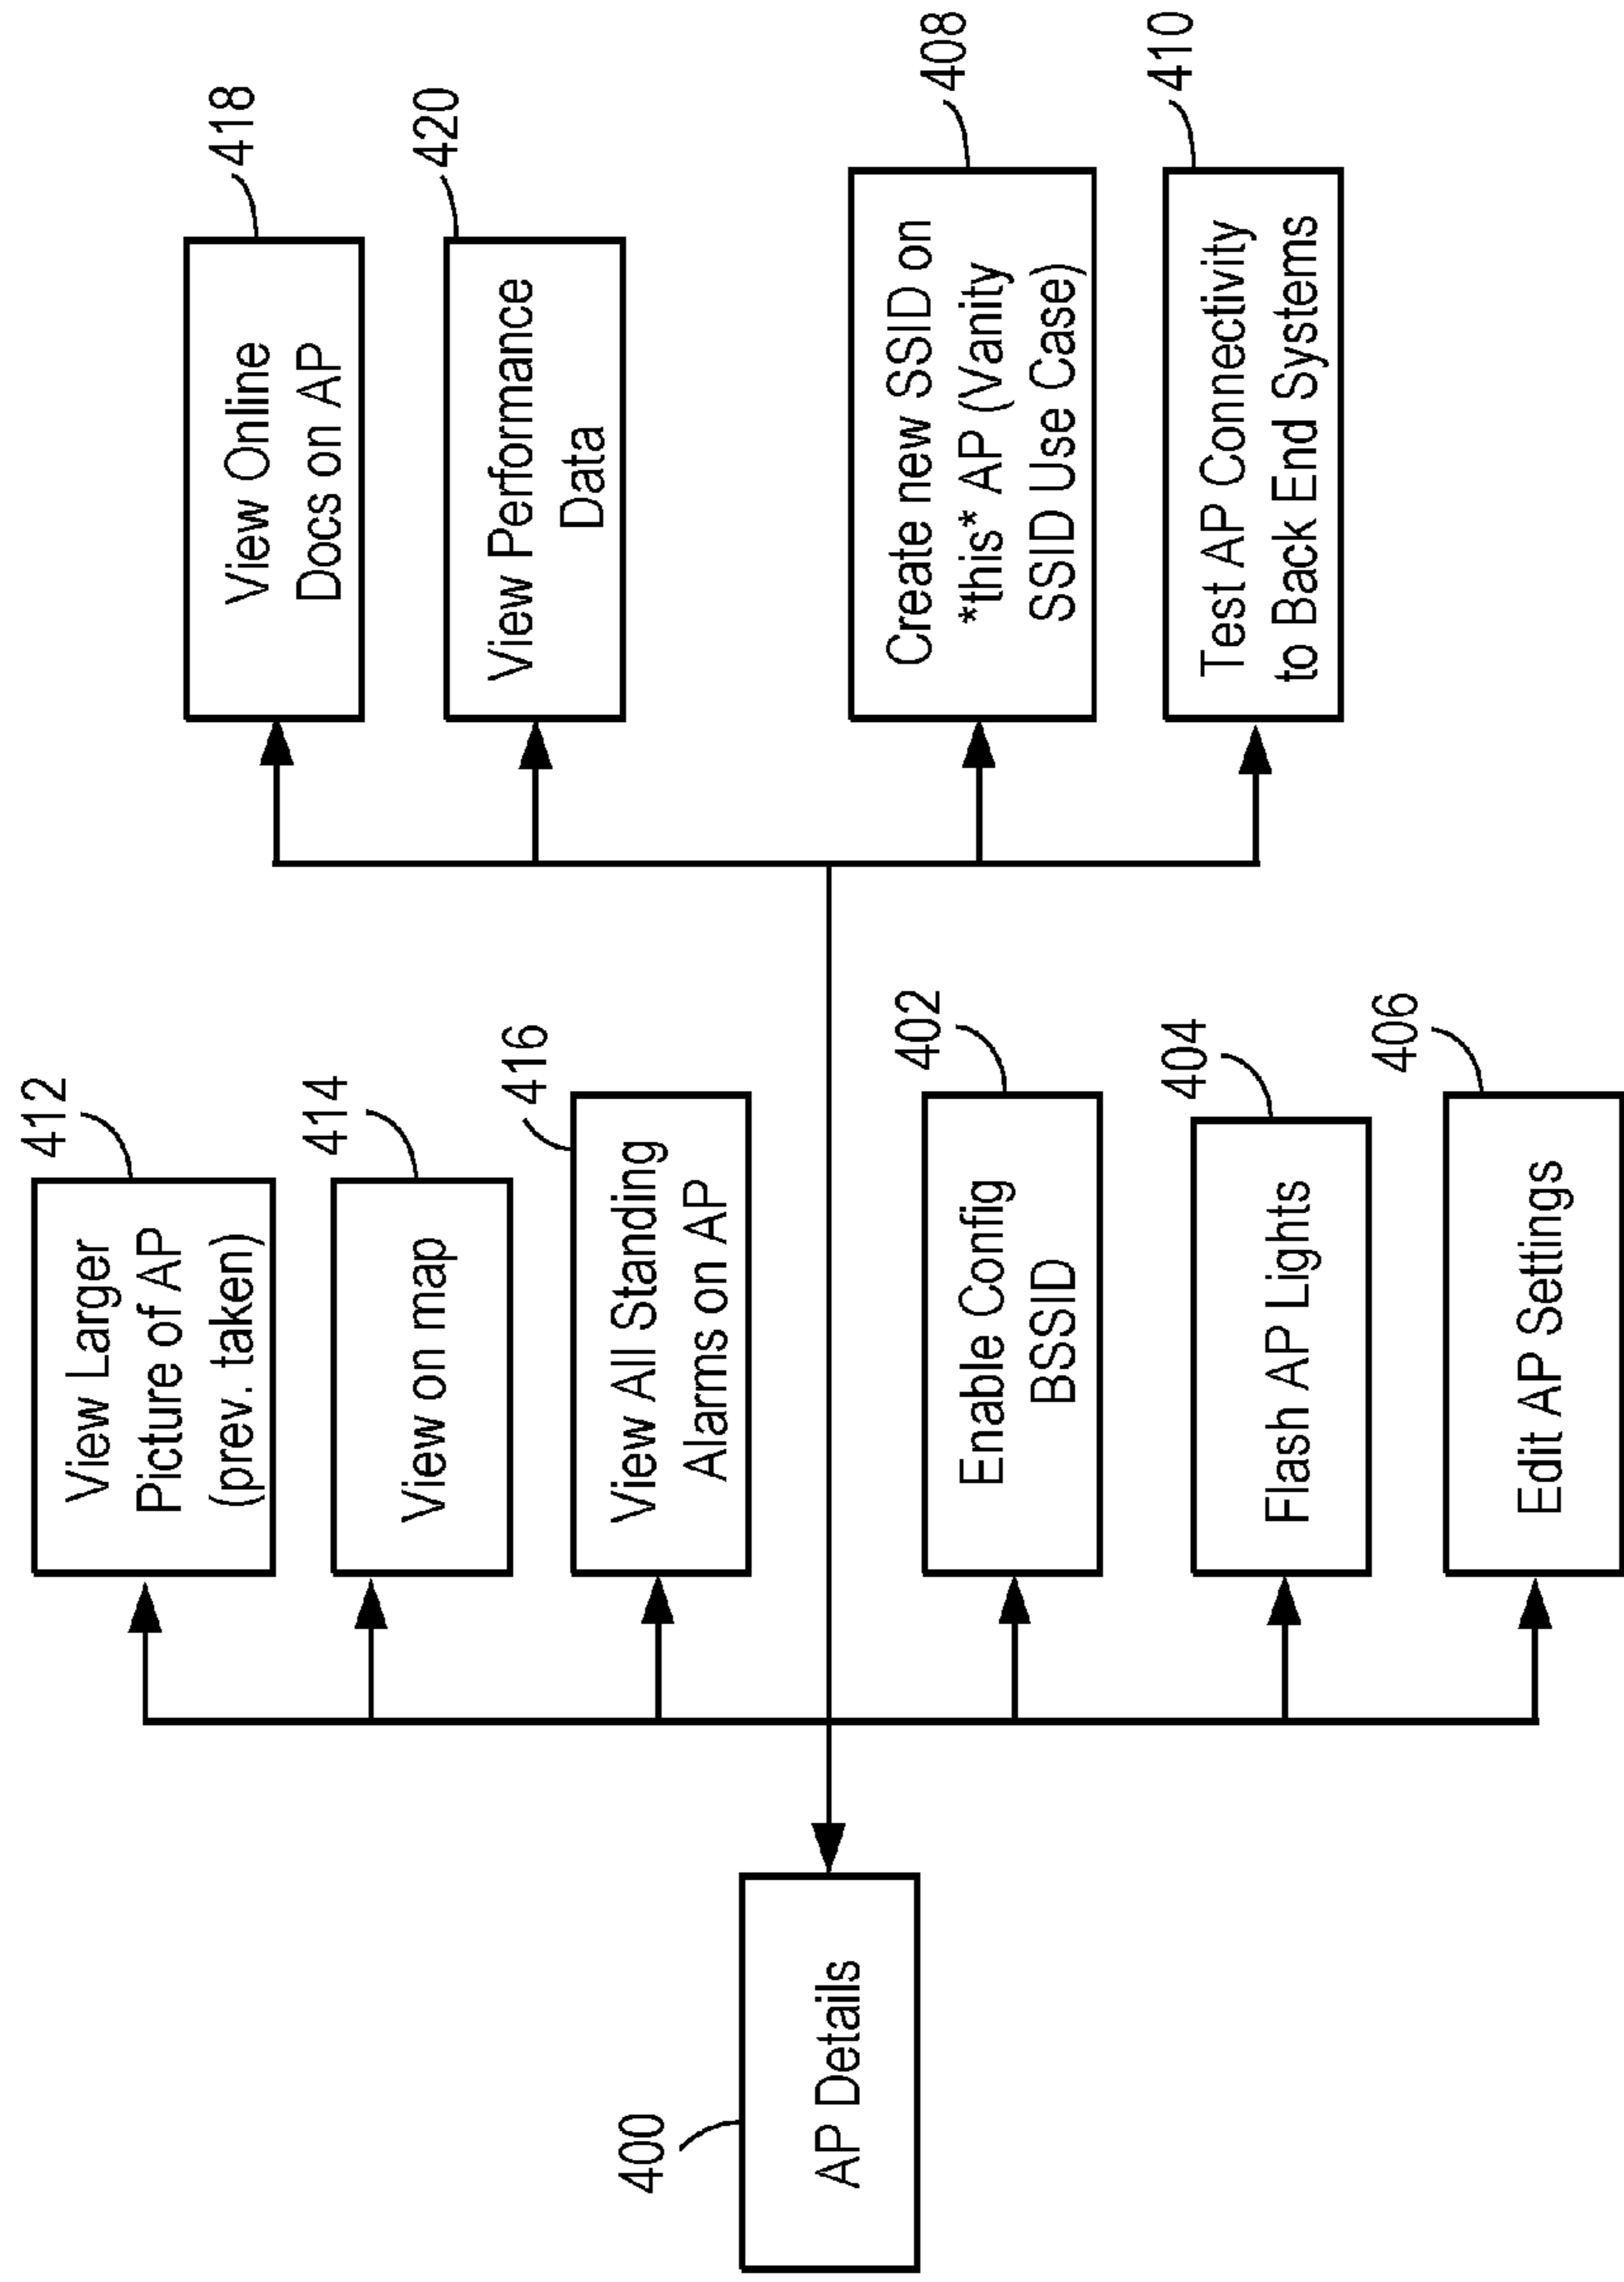 400
AP Details
412
View Larger
Picture of AP
(prev. taken)
414
View on map
416
View All Standing
Alarms on AP
402
Enable Config
BSSID
404
Flash AP Lights
406
Edit AP Settings
418
View Online
Docs on AP
420
View Performance
Data
408
Create new SSID on
*this* AP (Vanity
SSID Use Case)
410
Test AP Connectivity
to Back End Systems